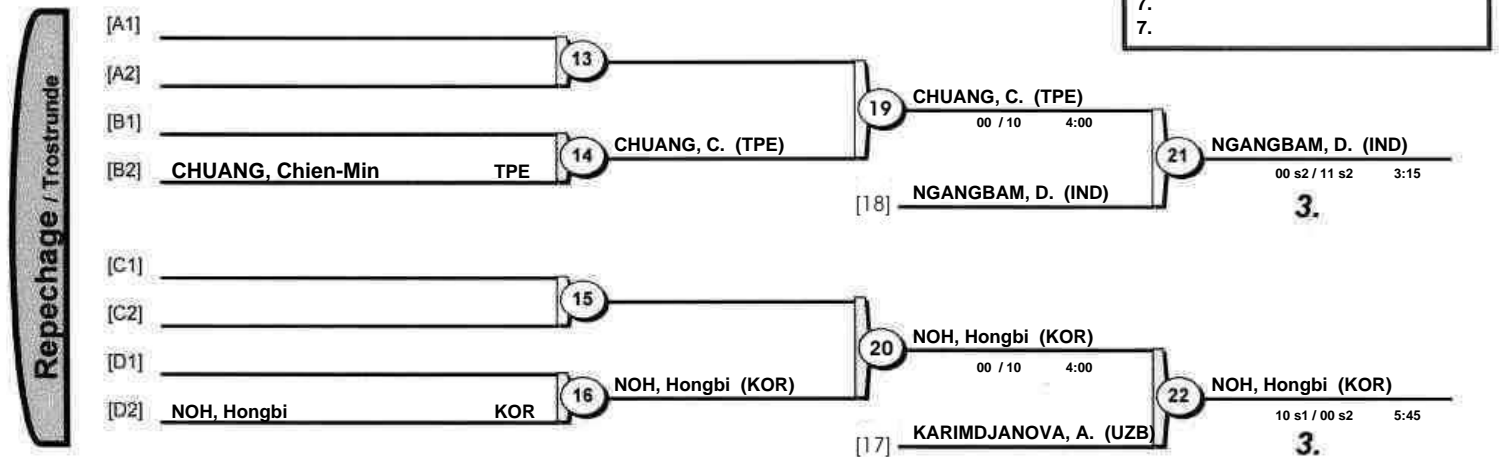 7.
7.
Repechage / Trostrunde
[A1]
[A2]
13
[B1]
[B2] CHUANG, Chien-Min TPE
14 CHUANG, C. (TPE)
19 CHUANG, C. (TPE)
00 / 10 4:00
[18] NGANGBAM, D. (IND)
21 NGANGBAM, D. (IND)
00 s2 / 11 s2 3:15
3.
[C1]
[C2]
15
[D1]
[D2] NOH, Hongbi KOR
16 NOH, Hongbi (KOR)
20 NOH, Hongbi (KOR)
00 / 10 4:00
[17] KARIMDJANOVA, A. (UZB)
22 NOH, Hongbi (KOR)
10 s1 / 00 s2 5:45
3.